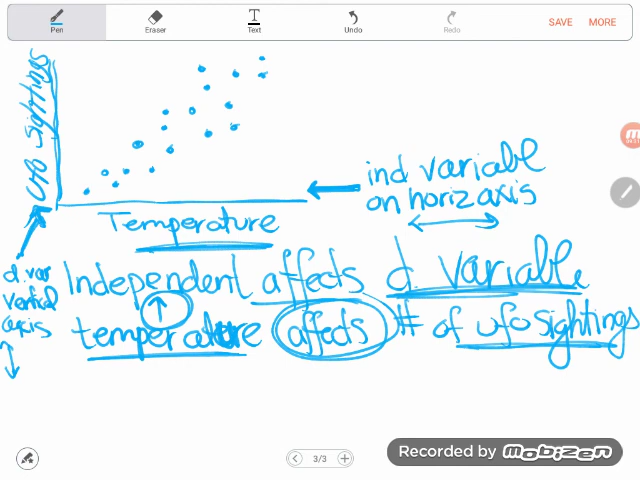 Pen Eraser Text Undo Redo SAVE MORE
UFO Sightings
Temperature
ind variable
on horiz axis
d. var
vertical
axis
Independent affects d. variable
temperature affects # of ufo sightings
3/3
Recorded by Mobizen